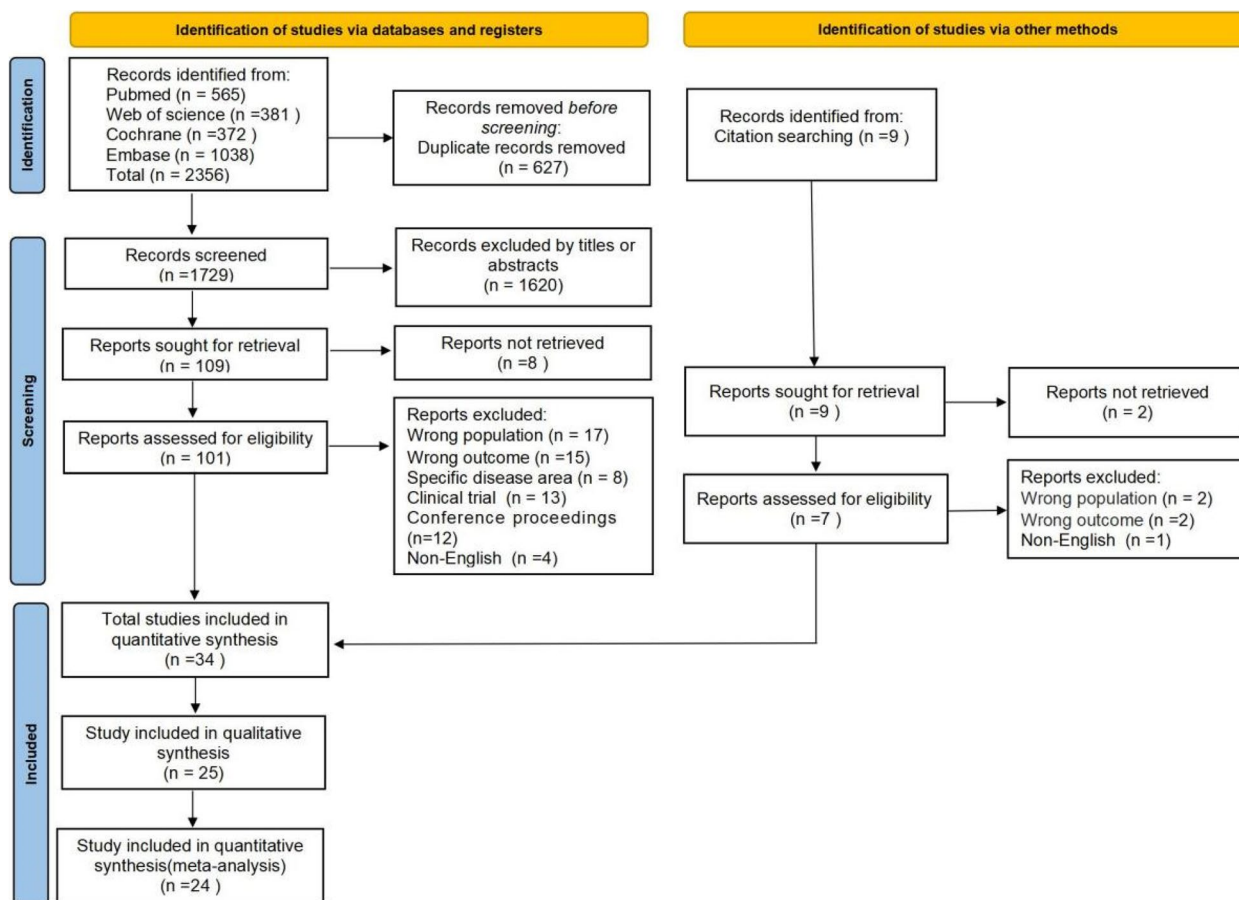 Identification of studies via databases and registers
Identification of studies via other methods
Identification
Records identified from:
Pubmed (n = 565)
Web of science (n =381 )
Cochrane (n =372 )
Embase (n = 1038)
Total (n = 2356)
Records removed before
screening:
Duplicate records removed
(n = 627)
Records identified from:
Citation searching (n =9 )
Screening
Records screened
(n =1729)
Records excluded by titles or
abstracts
(n = 1620)
Reports sought for retrieval
(n = 109)
Reports not retrieved
(n =8 )
Reports sought for retrieval
(n =9 )
Reports not retrieved
(n = 2)
Reports assessed for eligibility
(n = 101)
Reports excluded:
Wrong population (n = 17)
Wrong outcome (n =15)
Specific disease area (n = 8)
Clinical trial (n = 13)
Conference proceedings
(n=12)
Non-English (n =4)
Reports assessed for eligibility
(n =7 )
Reports excluded:
Wrong population (n = 2)
Wrong outcome (n =2)
Non-English (n =1)
Included
Total studies included in
quantitative synthesis
(n =34 )
Study included in qualitative
synthesis
(n = 25)
Study included in quantitative
synthesis(meta-analysis)
(n =24 )